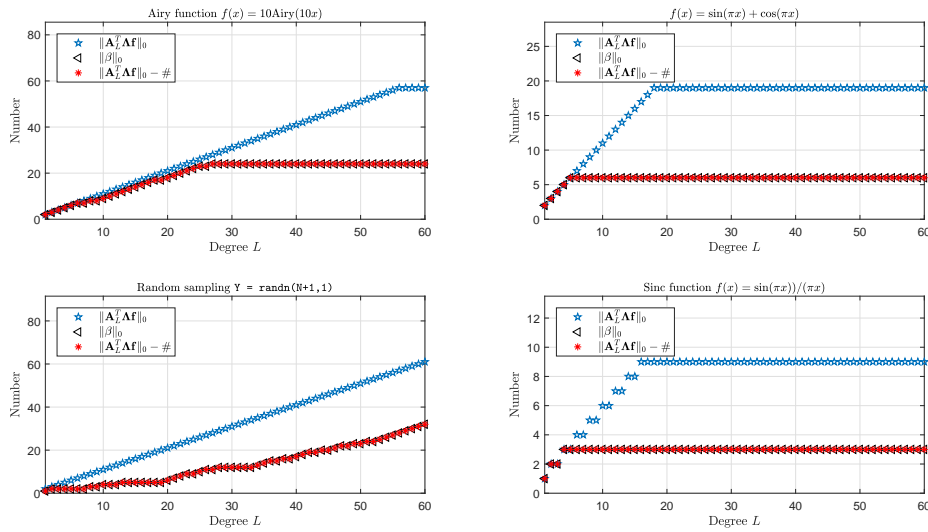 Airy function f(x) = 10Airy(10x)
‖A_L^T Λf‖_0
‖β‖_0
‖A_L^T Λf‖_0 − #
Number
0
20
40
60
80
10
20
30
40
50
60
Degree L
f(x) = sin(πx) + cos(πx)
‖A_L^T Λf‖_0
‖β‖_0
‖A_L^T Λf‖_0 − #
Number
0
5
10
15
20
25
10
20
30
40
50
60
Degree L
Random sampling Y = randn(N+1,1)
‖A_L^T Λf‖_0
‖β‖_0
‖A_L^T Λf‖_0 − #
Number
0
20
40
60
80
10
20
30
40
50
60
Degree L
Sinc function f(x) = sin(πx))/(πx)
‖A_L^T Λf‖_0
‖β‖_0
‖A_L^T Λf‖_0 − #
Number
0
2
4
6
8
10
12
10
20
30
40
50
60
Degree L